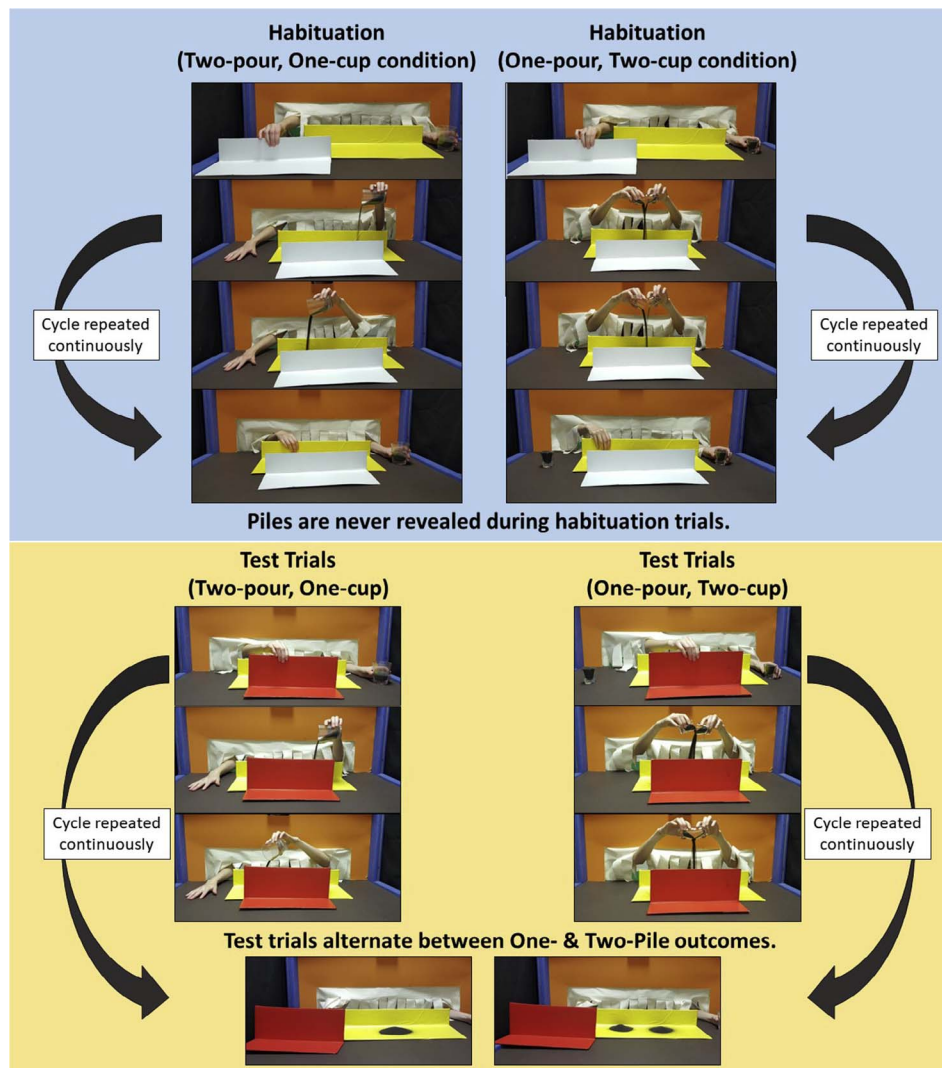 Habituation
(Two-pour, One-cup condition)
Habituation
(One-pour, Two-cup condition)
Cycle repeated
continuously
Cycle repeated
continuously
Piles are never revealed during habituation trials.
Test Trials
(Two-pour, One-cup)
Test Trials
(One-pour, Two-cup)
Cycle repeated
continuously
Cycle repeated
continuously
Test trials alternate between One- & Two-Pile outcomes.